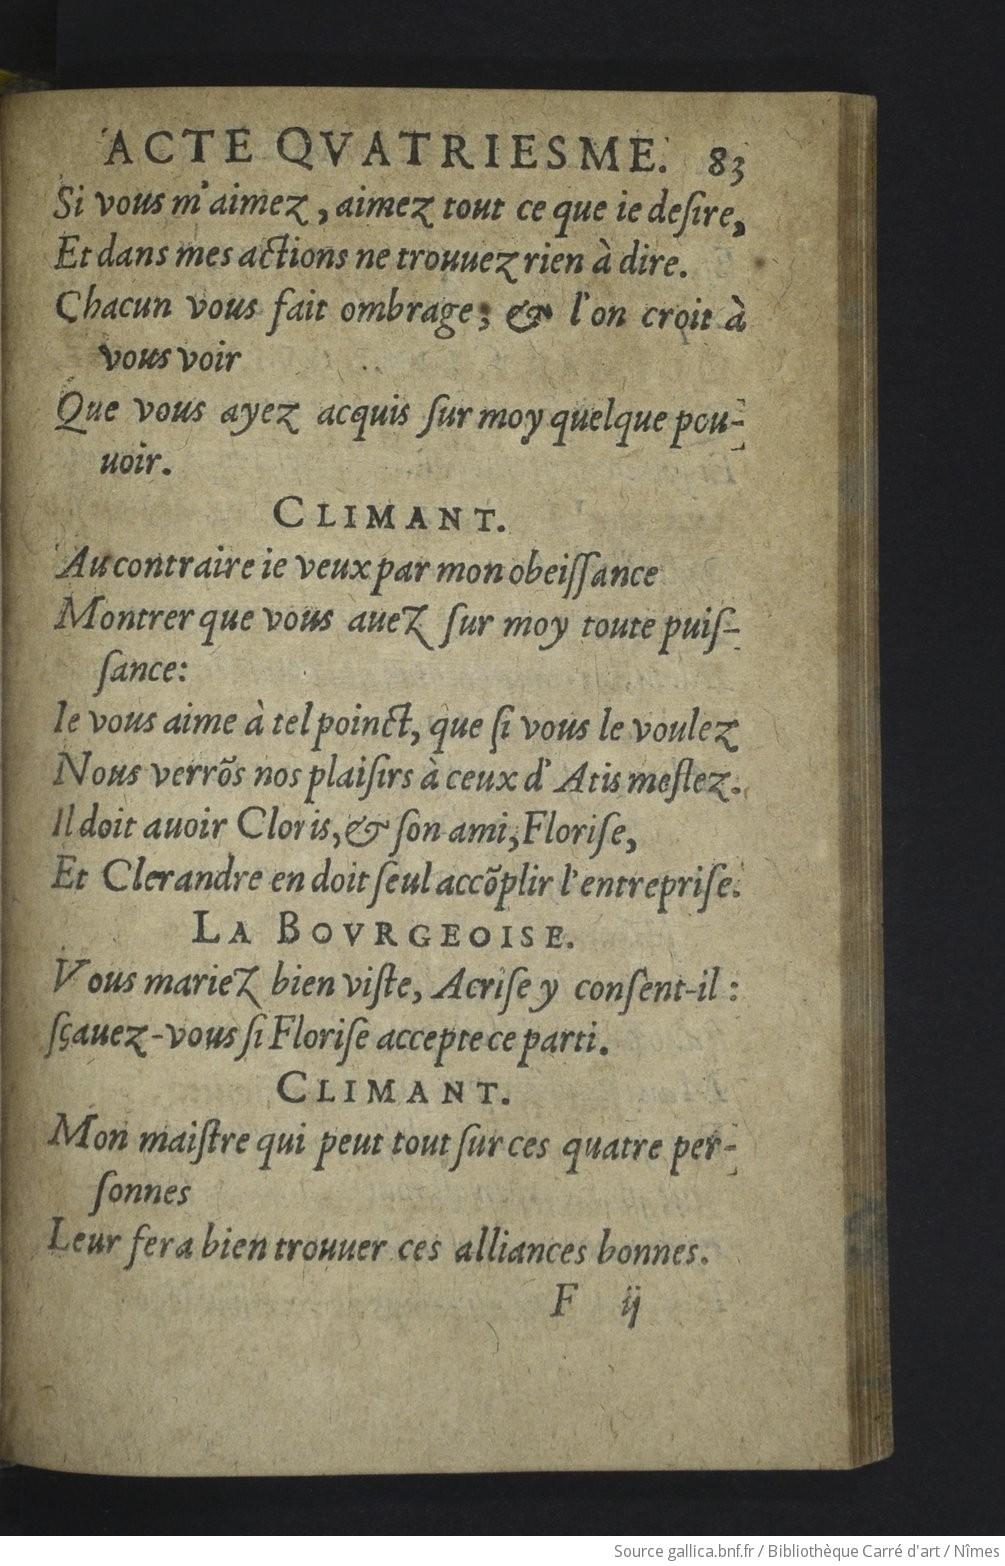 ACTE QVATRIESME. 83
Si vous m'aimez, aimez tout ce que ie deſire,
Et dans mes actions ne trouuez rien à dire.
Chacun vous fait ombrage; & l'on croit à
vous voir
Que vous ayez acquis ſur moy quelque pou-
uoir.
CLIMANT.
Au contraire ie veux par mon obeiſſance
Montrer que vous auez ſur moy toute puiſ-
ſance:
Ie vous aime à tel poinct, que ſi vous le voulez
Nous verrõs nos plaiſirs à ceux d'Atis meſlez.
Il doit auoir Cloris, & ſon ami, Floriſe,
Et Clerandre en doit ſeul accõplir l'entrepriſe.
LA BOVRGEOISE.
Vous mariez bien viſte, Acriſe y conſent-il :
ſçauez-vous ſi Floriſe accepte ce parti.
CLIMANT.
Mon maiſtre qui peut tout ſur ces quatre per-
ſonnes
Leur fera bien trouuer ces alliances bonnes.
F ij
Source gallica.bnf.fr / Bibliothèque Carré d'art / Nîmes